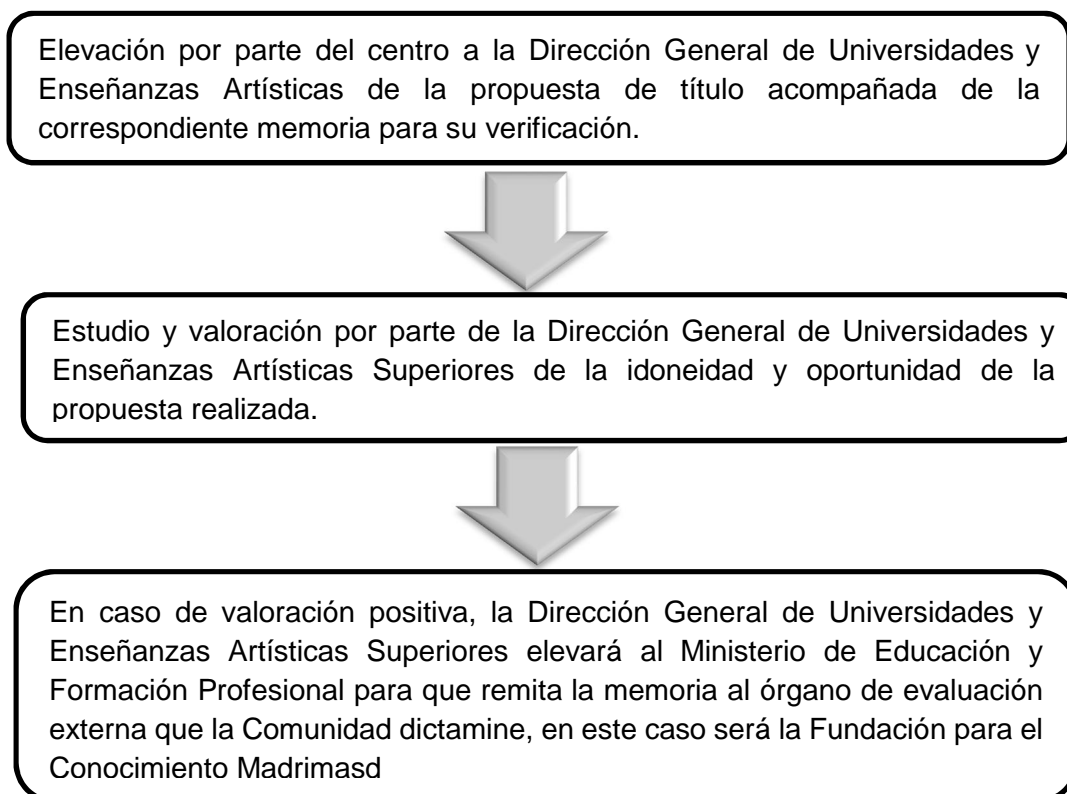 Elevación por parte del centro a la Dirección General de Universidades y
Enseñanzas Artísticas de la propuesta de título acompañada de la
correspondiente memoria para su verificación.
Estudio y valoración por parte de la Dirección General de Universidades y
Enseñanzas Artísticas Superiores de la idoneidad y oportunidad de la
propuesta realizada.
En caso de valoración positiva, la Dirección General de Universidades y
Enseñanzas Artísticas Superiores elevará al Ministerio de Educación y
Formación Profesional para que remita la memoria al órgano de evaluación
externa que la Comunidad dictamine, en este caso será la Fundación para el
Conocimiento Madrimasd